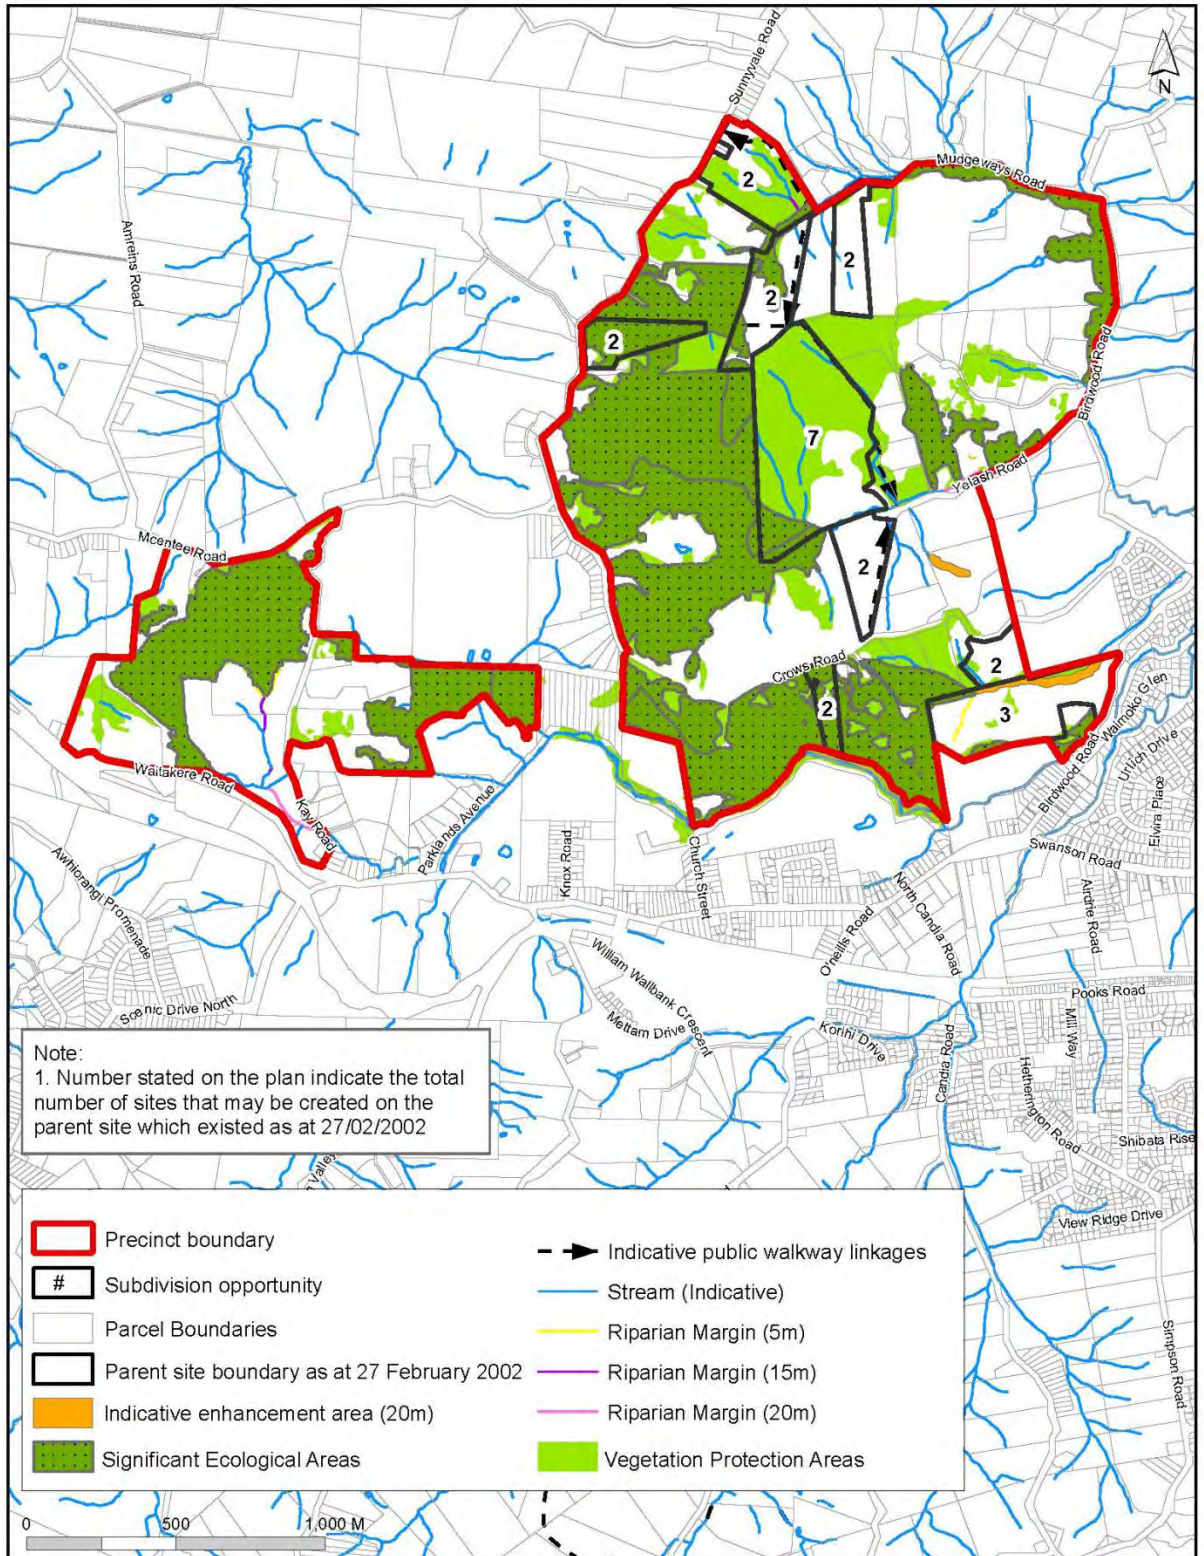 Sunnyvale Road
N
Mudgeways Road
2
2
Amreins Road
2
2
Birdwood Road
7
Yelash Road
Mcentee Road
2
Crows Road
2
2
3
Waimoko Glen
Waitakere Road
Kay Road
Parklands Avenue
Birdwood Road
Urlich Drive
Elvira Place
Swanson Road
Knox Road
Church Street
Awhiorangi Promenade
O'neills Road
North Candia Road
Airdrie Road
William Wallbank Crescent
Pooks Road
Scenic Drive North
Mettam Drive
Korihi Drive
Candia Road
Mill Way
Hetherington Road
Shibata Rise
Note:
1. Number stated on the plan indicate the total
number of sites that may be created on the
parent site which existed as at 27/02/2002
Valley
View Ridge Drive
Simpson Road
Precinct boundary
# Subdivision opportunity
Parcel Boundaries
Parent site boundary as at 27 February 2002
Indicative enhancement area (20m)
Significant Ecological Areas
Indicative public walkway linkages
Stream (Indicative)
Riparian Margin (5m)
Riparian Margin (15m)
Riparian Margin (20m)
Vegetation Protection Areas
0 500 1,000 M